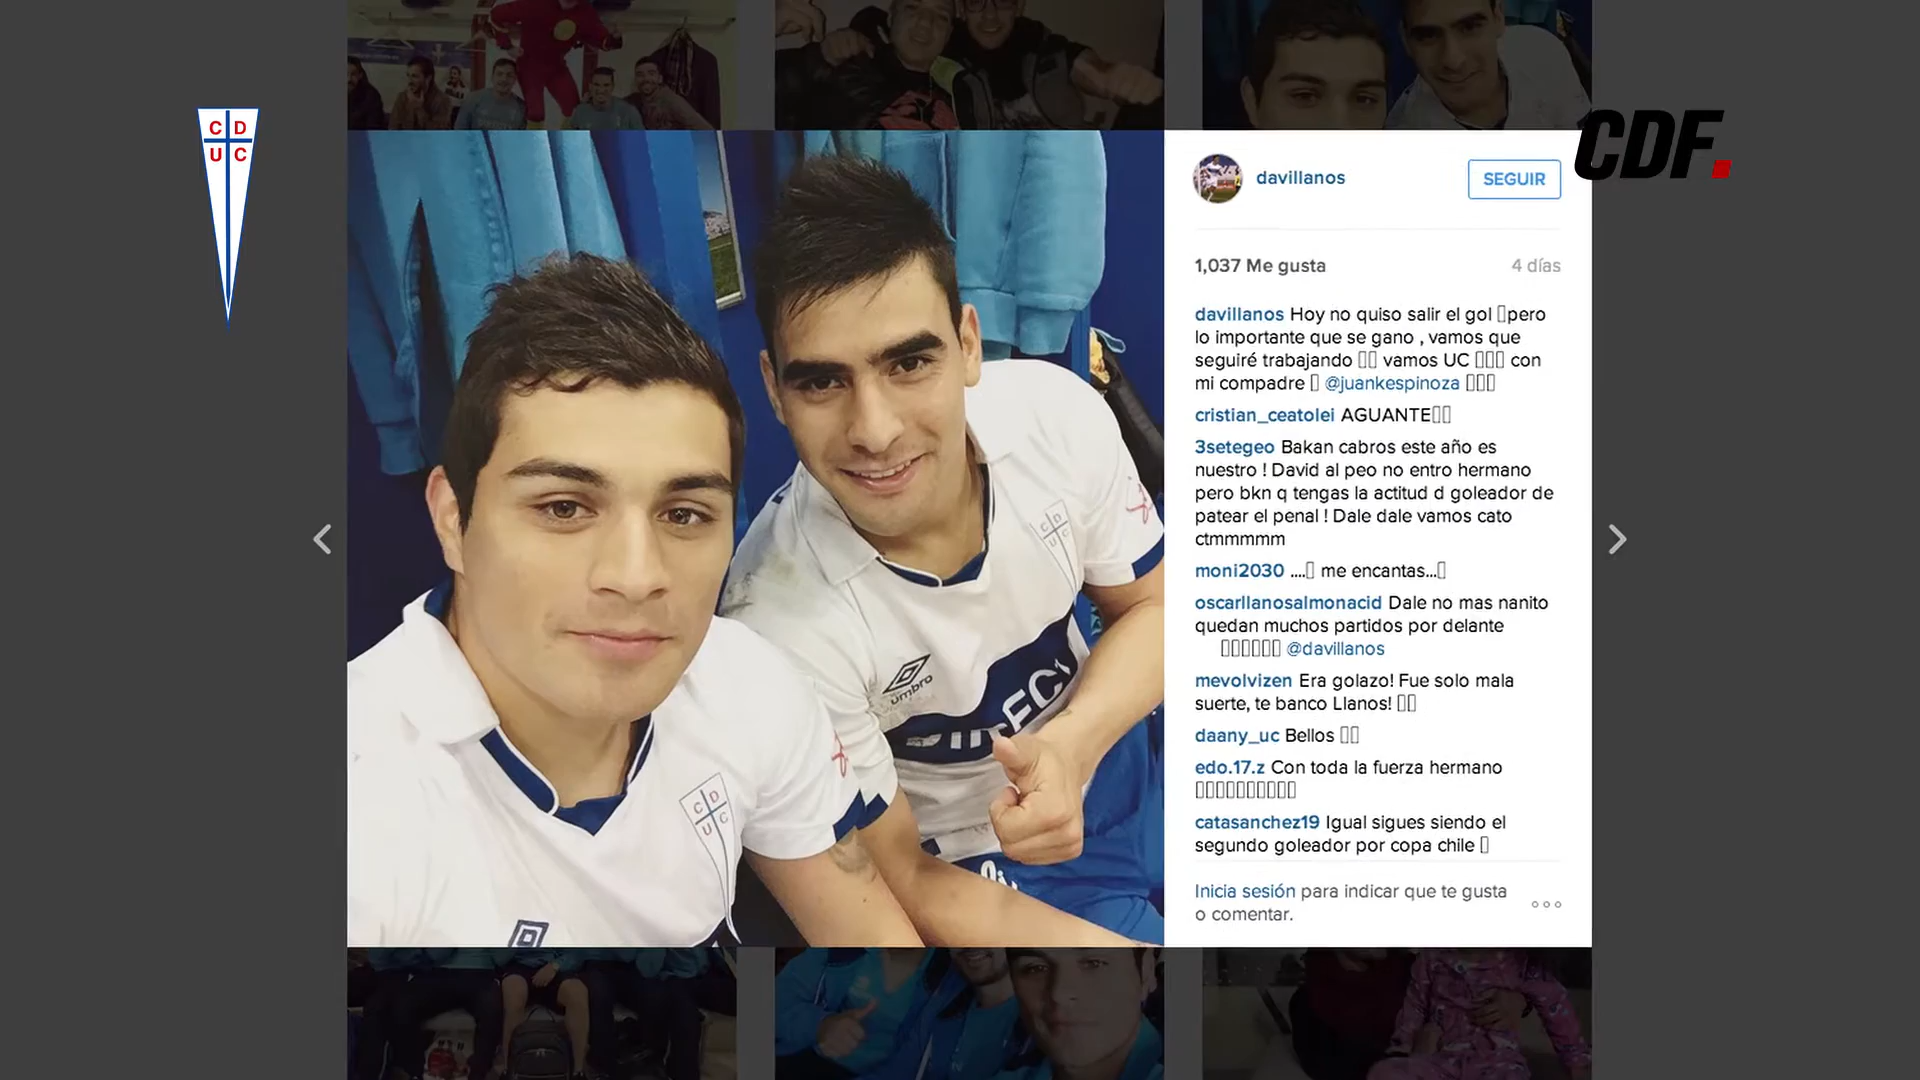 C D
U C
CDF.
davillanos
SEGUIR
1,037 Me gusta
4 días
davillanos Hoy no quiso salir el gol pero
lo importante que se gano , vamos que
seguiré trabajando vamos UC con
mi compadre @juankespinoza
cristian_ceatolei AGUANTE
3setegeo Bakan cabros este año es
nuestro ! David al peo no entro hermano
pero bkn q tengas la actitud d goleador de
patear el penal ! Dale dale vamos cato
ctmmmmm
moni2030 .... me encantas...
oscarllanosalmonacid Dale no mas nanito
quedan muchos partidos por delante
@davillanos
mevolvizen Era golazo! Fue solo mala
suerte, te banco Llanos!
daany_uc Bellos
edo.17.z Con toda la fuerza hermano
catasanchez19 Igual sigues siendo el
segundo goleador por copa chile
Inicia sesión para indicar que te gusta
o comentar.
C D
U C
umbro
C D
U C